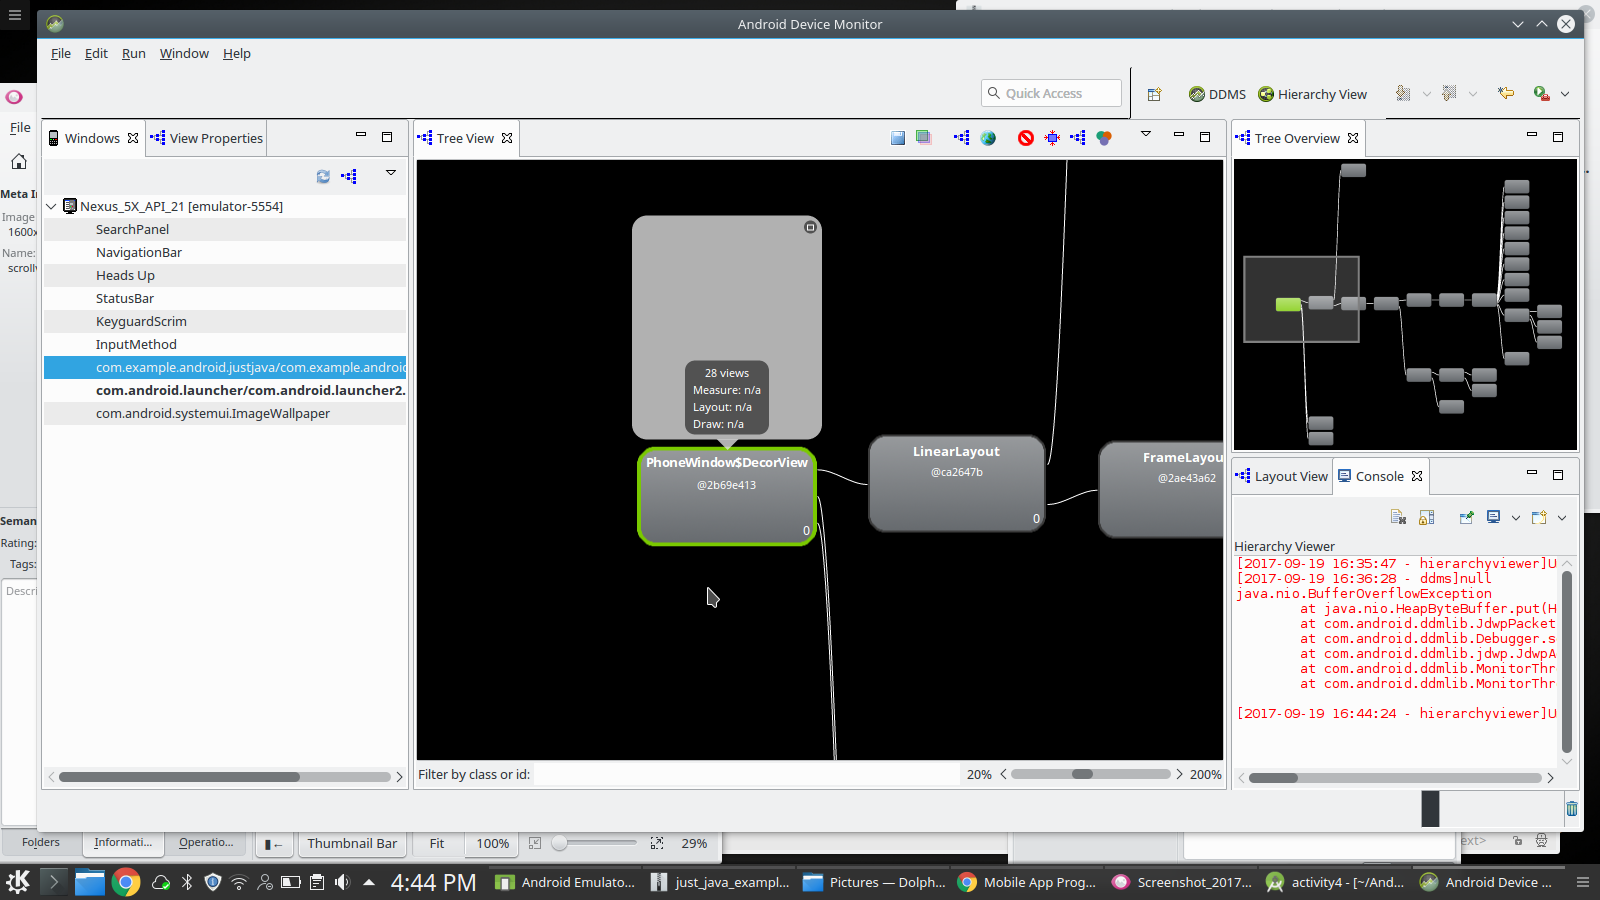 Android Device Monitor
File Edit Run Window Help
Quick Access
DDMS Hierarchy View
Windows View Properties
Nexus_5X_API_21 [emulator-5554]
SearchPanel
NavigationBar
Heads Up
StatusBar
KeyguardScrim
InputMethod
com.example.android.justjava/com.example.androi
com.android.launcher/com.android.launcher2.
com.android.systemui.ImageWallpaper
Tree View
28 views
Measure: n/a
Layout: n/a
Draw: n/a
PhoneWindow$DecorView
@2b69e413
0
LinearLayout
@ca2647b
0
FrameLayou
@2ae43a62
Filter by class or id:
20% 200%
Tree Overview
Layout View Console
Hierarchy Viewer
[2017-09-19 16:35:47 - hierarchyviewer]U
[2017-09-19 16:36:28 - ddms]null
java.nio.BufferOverflowException
at java.nio.HeapByteBuffer.put(H
at com.android.ddmlib.JdwpPacket
at com.android.ddmlib.Debugger.s
at com.android.ddmlib.jdwp.JdwpA
at com.android.ddmlib.MonitorThr
at com.android.ddmlib.MonitorThr
[2017-09-19 16:44:24 - hierarchyviewer]U
File
Meta I
Image
1600x
Name:
scroll
Seman
Rating:
Tags:
Descri
Folders Informati... Operatio... Thumbnail Bar Fit 100% 29%
ext>
4:44 PM Android Emulato... just_java_exampl... Pictures — Dolph... Mobile App Prog... Screenshot_2017... activity4 - [~/And... Android Device ...